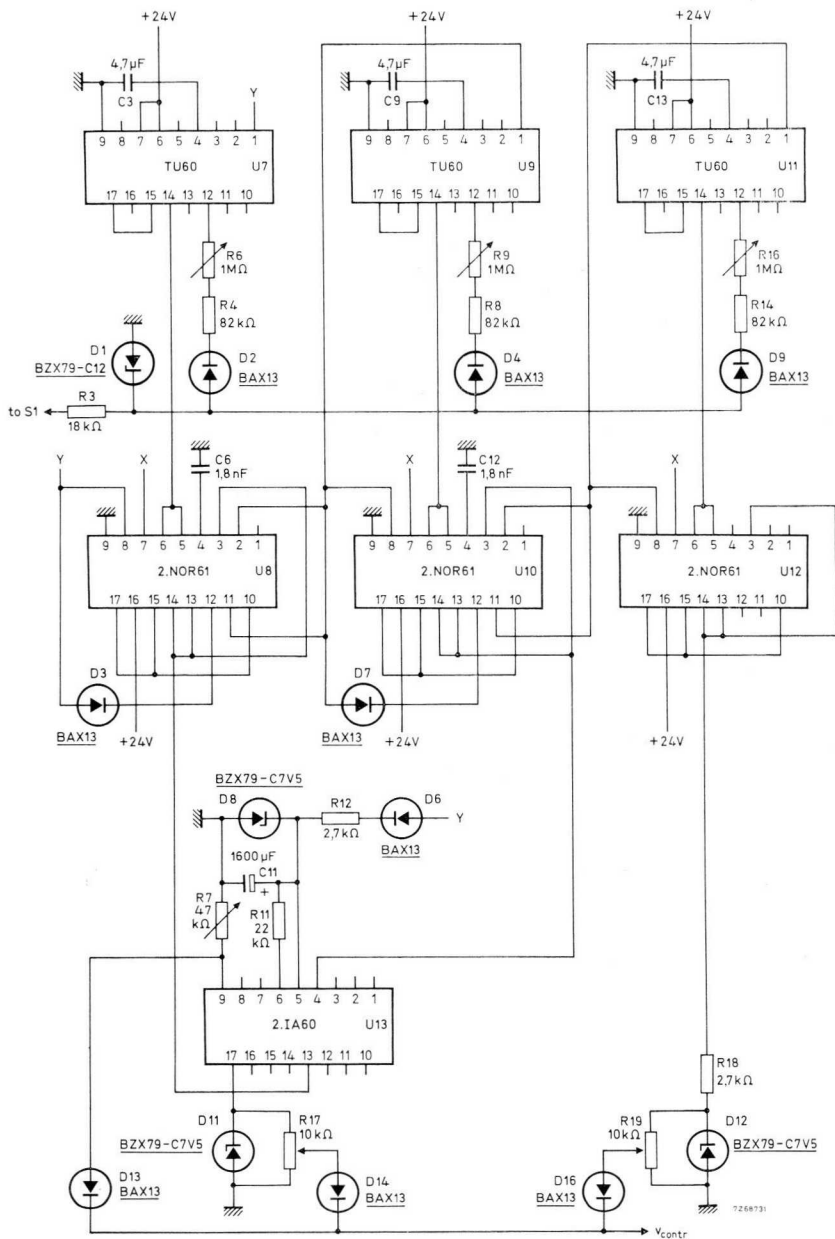 +24V +24V +24V
4,7µF 4,7µF 4,7µF
C3 Y C9 C13
9 8 7 6 5 4 3 2 1 9 8 7 6 5 4 3 2 1 9 8 7 6 5 4 3 2 1
TU60 U7 TU60 U9 TU60 U11
17 16 15 14 13 12 11 10 17 16 15 14 13 12 11 10 17 16 15 14 13 12 11 10
R6 R9 R16
1MΩ 1MΩ 1MΩ
R4 R8 R14
82kΩ 82kΩ 82kΩ
D1 D2 D4 D9
BZX79-C12 BAX13 BAX13 BAX13
R3
to S1
18kΩ
Y X C6 X C12 X
1,8nF 1,8nF
9 8 7 6 5 4 3 2 1 9 8 7 6 5 4 3 2 1 9 8 7 6 5 4 3 2 1
2.NOR61 U8 2.NOR61 U10 2.NOR61 U12
17 16 15 14 13 12 11 10 17 16 15 14 13 12 11 10 17 16 15 14 13 12 11 10
D3 D7
BAX13 +24V BAX13 +24V +24V
BZX79-C7V5
D8 R12 D6
Y
2,7kΩ BAX13
1600µF
C11
+
R7
47
kΩ
R11
22
kΩ
9 8 7 6 5 4 3 2 1
2.IA60 U13
17 16 15 14 13 12 11 10
R18
2,7kΩ
D11 R17 R19 D12
BZX79-C7V5 10kΩ 10kΩ BZX79-C7V5
D13 D14 D16
BAX13 BAX13 BAX13
7Z68731
Vcontr